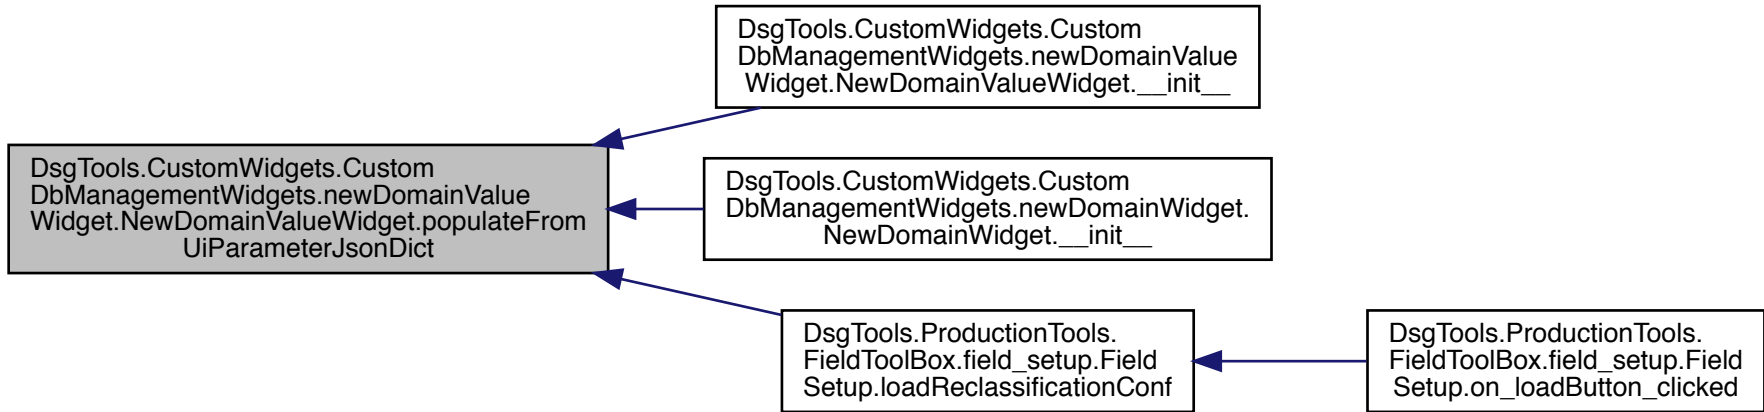 DsgTools.CustomWidgets.Custom
DbManagementWidgets.newDomainValue
Widget.NewDomainValueWidget.__init__
DsgTools.CustomWidgets.Custom
DbManagementWidgets.newDomainValue
Widget.NewDomainValueWidget.populateFrom
UiParameterJsonDict
DsgTools.CustomWidgets.Custom
DbManagementWidgets.newDomainWidget.
NewDomainWidget.__init__
DsgTools.ProductionTools.
FieldToolBox.field_setup.Field
Setup.loadReclassificationConf
DsgTools.ProductionTools.
FieldToolBox.field_setup.Field
Setup.on_loadButton_clicked